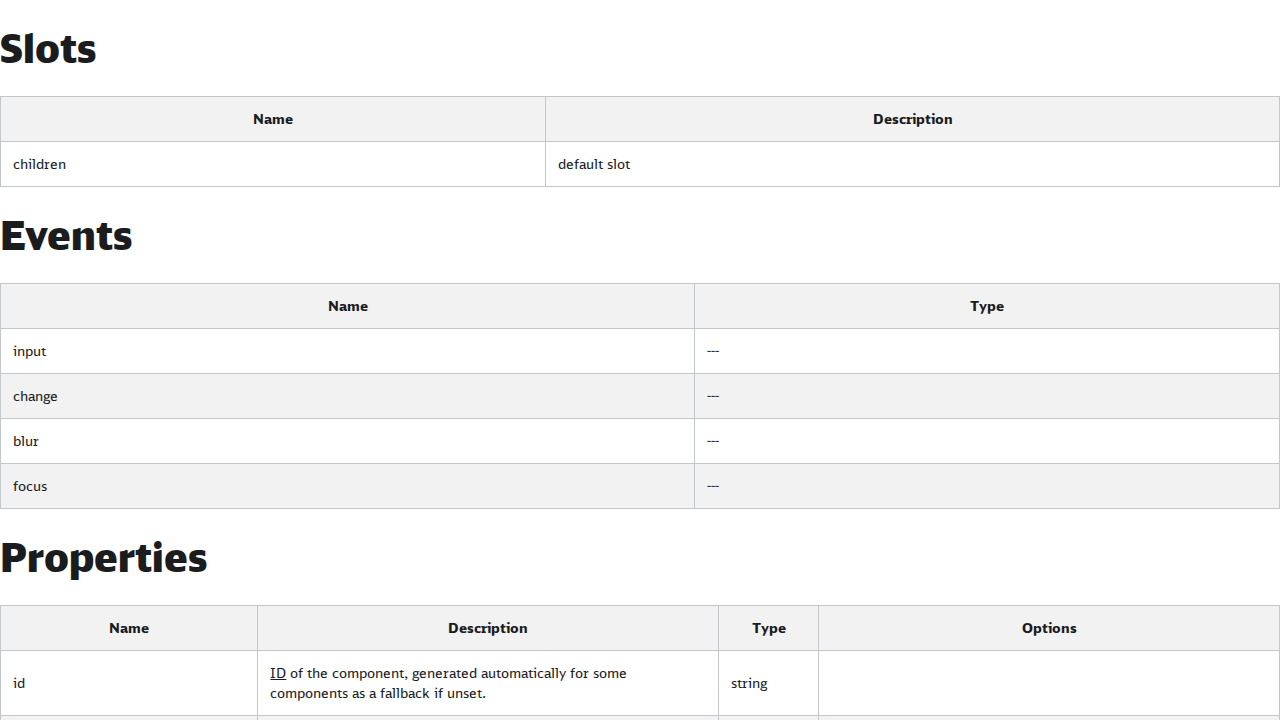 Slots
Name Description
children default slot
Events
Name Type
input ---
change ---
blur ---
focus ---
Properties
Name Description Type Options
id ID of the component, generated automatically for some components as a fallback if unset. string